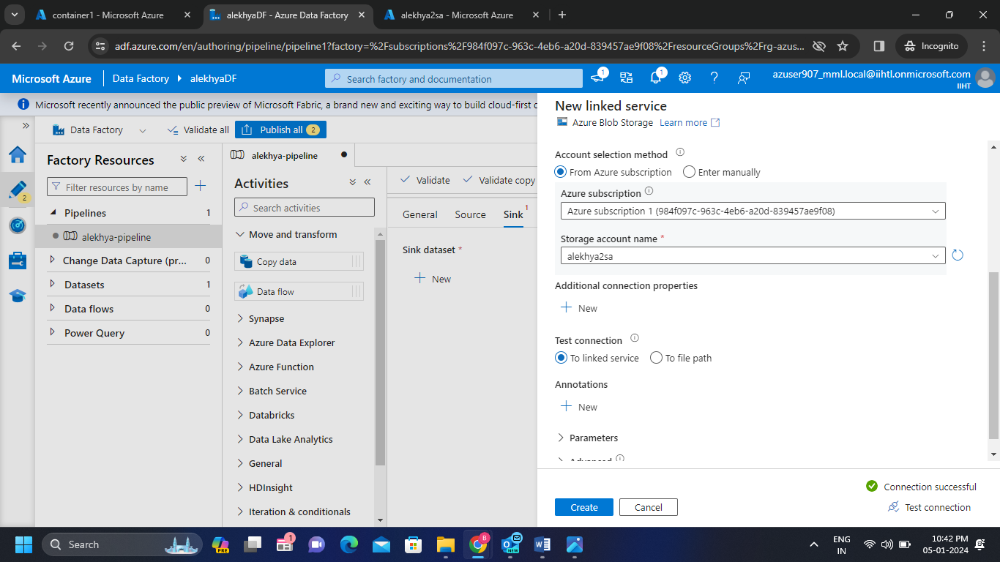 container1 - Microsoft Azure
alekhyaDF - Azure Data Factory
alekhya2sa - Microsoft Azure
adf.azure.com/en/authoring/pipeline/pipeline1?factory=%2Fsubscriptions%2F984f097c-963c-4eb6-a20d-839457ae9f08%2FresourceGroups%2Frg-azus...
Incognito
Microsoft Azure
Data Factory
alekhyaDF
Search factory and documentation
1
1
azuser907_mml.local@iihtl.onmicrosoft.com
IIHT
Microsoft recently announced the public preview of Microsoft Fabric, a brand new and exciting way to build cloud-first
Data Factory
Validate all
Publish all 2
2
Factory Resources
Filter resources by name
Pipelines 1
alekhya-pipeline
Change Data Capture (pr... 0
Datasets 1
Data flows 0
Power Query 0
alekhya-pipeline
Activities
Search activities
Move and transform
Copy data
Data flow
Synapse
Azure Data Explorer
Azure Function
Batch Service
Databricks
Data Lake Analytics
General
HDInsight
Iteration & conditionals
Validate
Validate copy
General
Source
Sink 1
Sink dataset *
New
New linked service
Azure Blob Storage Learn more
Account selection method
From Azure subscription
Enter manually
Azure subscription
Azure subscription 1 (984f097c-963c-4eb6-a20d-839457ae9f08)
Storage account name *
alekhya2sa
Additional connection properties
New
Test connection
To linked service
To file path
Annotations
New
Parameters
Advanced
Connection successful
Create
Cancel
Test connection
Search
PRE
1
B
NEW
ENG
IN
10:42 PM
05-01-2024